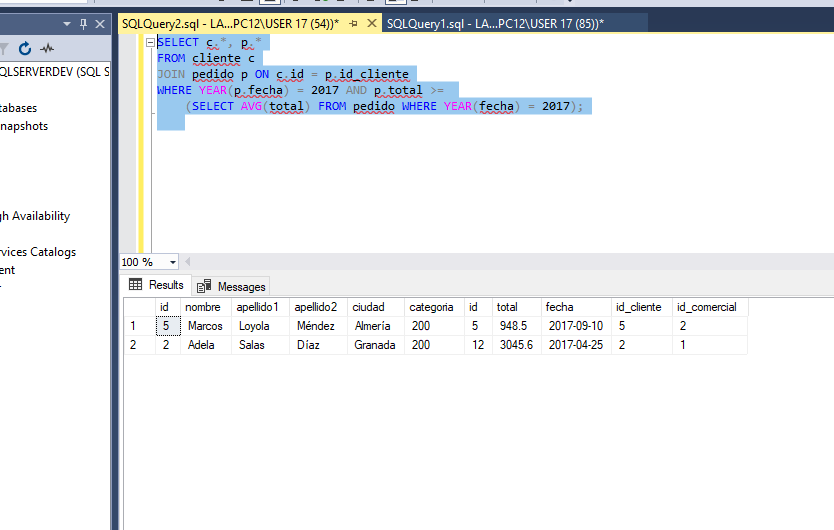 SQLQuery2.sql - LA...PC12\USER 17 (54))*
SQLQuery1.sql - LA...PC12\USER 17 (85))*
QLSERVERDEV (SQL S
tabases
napshots
gh Availability
rvices Catalogs
ent
SELECT c.*, p.*
FROM cliente c
JOIN pedido p ON c.id = p.id_cliente
WHERE YEAR(p.fecha) = 2017 AND p.total >=
(SELECT AVG(total) FROM pedido WHERE YEAR(fecha) = 2017);
100 %
Results Messages
id nombre apellido1 apellido2 ciudad categoria id total fecha id_cliente id_comercial
1 5 Marcos Loyola Méndez Almería 200 5 948.5 2017-09-10 5 2
2 2 Adela Salas Díaz Granada 200 12 3045.6 2017-04-25 2 1